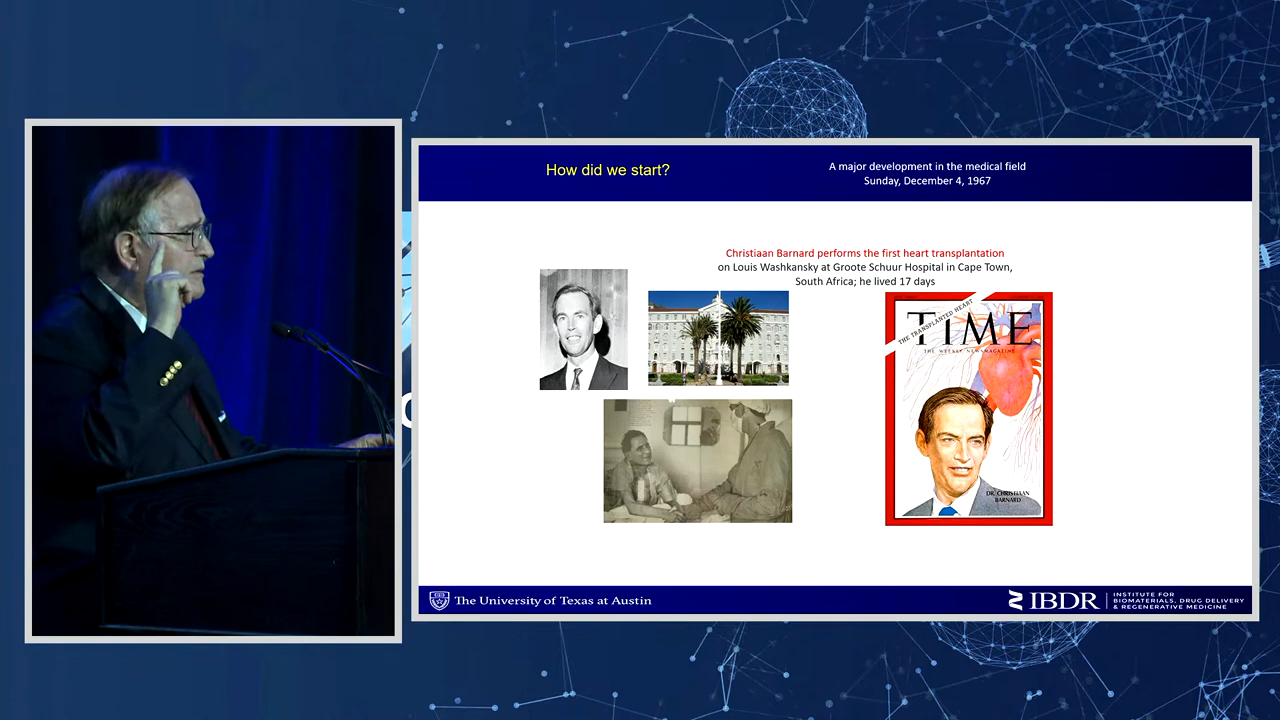 How did we start?
A major development in the medical field
Sunday, December 4, 1967
Christiaan Barnard performs the first heart transplantation
on Louis Washkansky at Groote Schuur Hospital in Cape Town,
South Africa; he lived 17 days
THE TRANSPLANTED HEART
TIME
THE WEEKLY NEWSMAGAZINE
DR. CHRISTIAAN
BARNARD
The University of Texas at Austin
IBDR
INSTITUTE FOR
BIOMATERIALS, DRUG DELIVERY
& REGENERATIVE MEDICINE